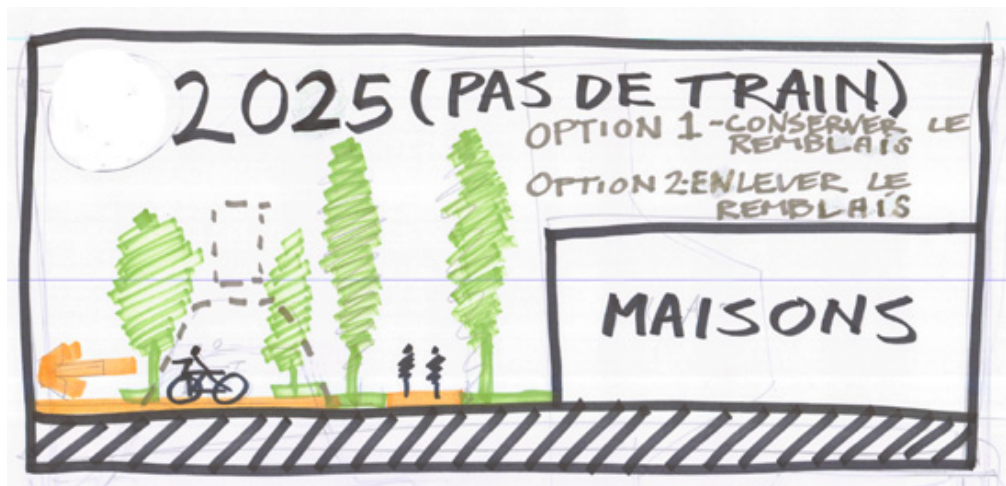 2025 (PAS DE TRAIN)
OPTION 1-CONSERVER LE
REMBLAIS
OPTION 2-ENLEVER LE
REMBLAIS
MAISONS